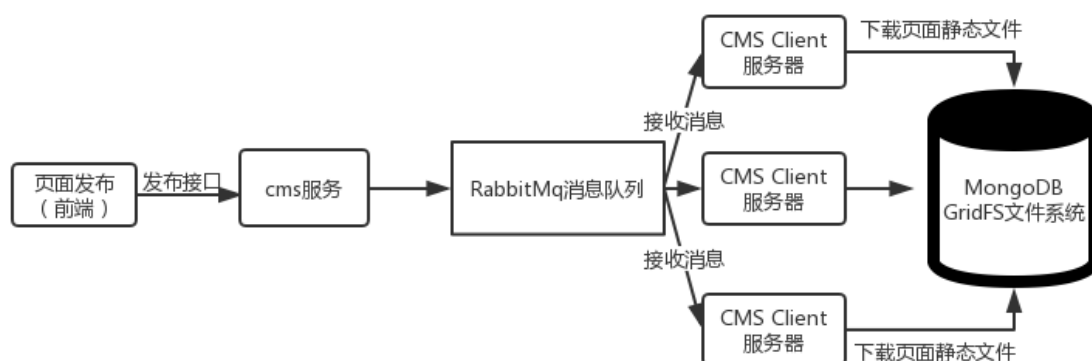 页面发布
（前端）
发布接口
cms服务
RabbitMq消息队列
接收消息
接收消息
CMS Client
服务器
CMS Client
服务器
CMS Client
服务器
下载页面静态文件
MongoDB
GridFS文件系统
下载页面静态文件